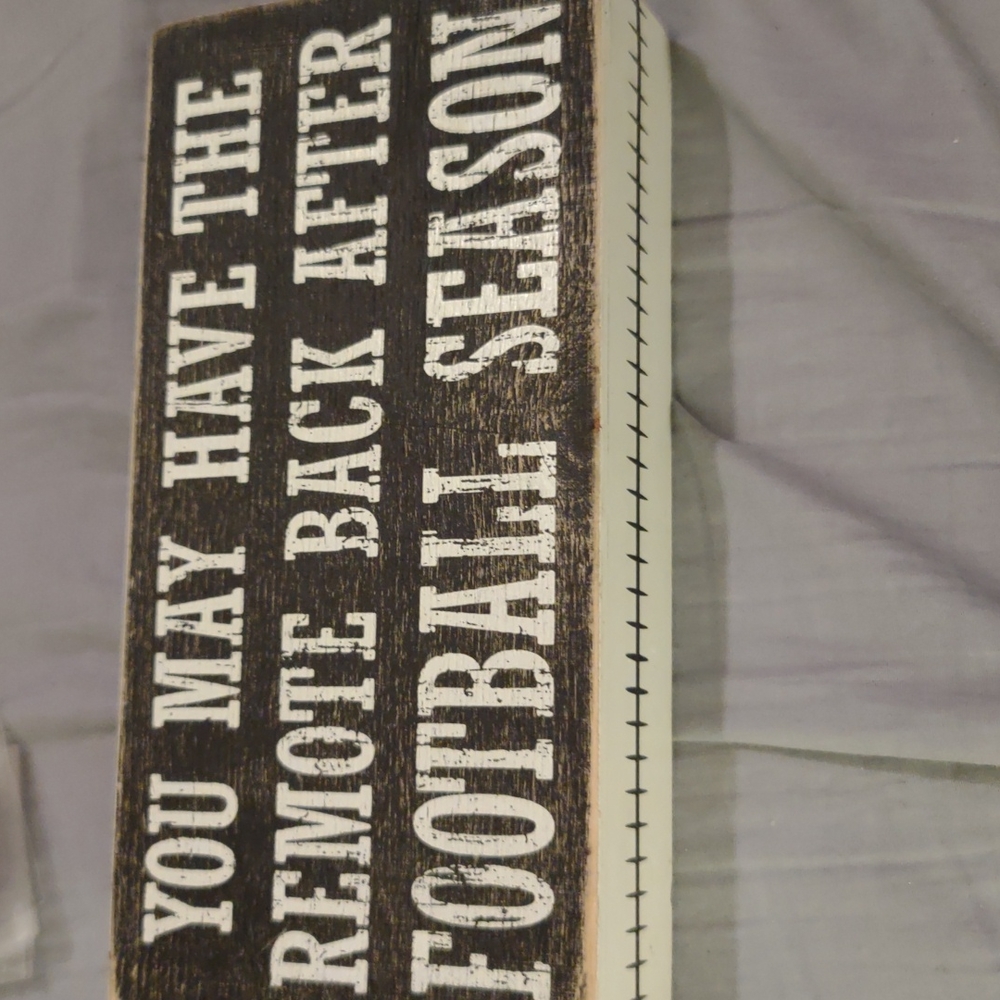 YOU MAY HAVE THE
REMOTE BACK AFTER
FOOTBALL SEASON